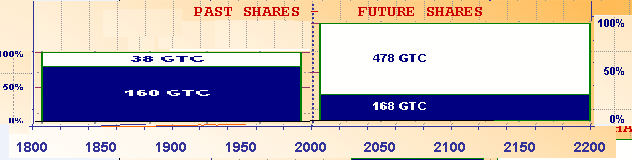 PAST SHARES FUTURE SHARES
100%
100%
38 GTC
478 GTC
50%
50%
160 GTC
168 GTC
0%
0%
1800 1850 1900 1950 2000 2050 2100 2150 2200